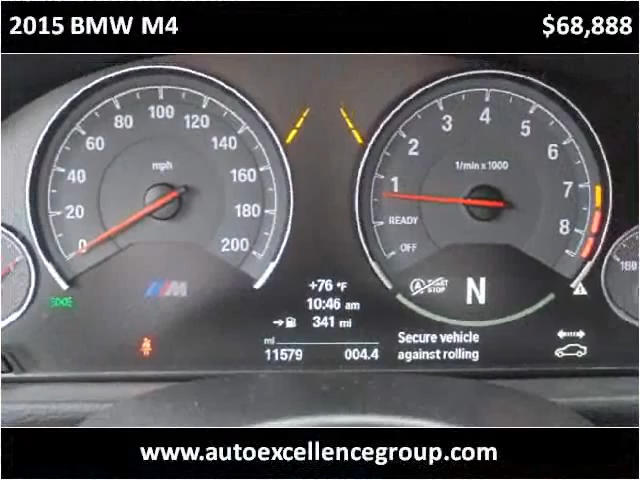 2015 BMW M4 $68,888
0
20
40
60
80
100
120
140
160
180
200
mph
M
+76 °F
10:46 am
341 mi
mi
11579 004.4
OFF
READY
1
2
3
4
5
6
7
8
1/min x 1000
START
STOP
N
Secure vehicle
against rolling
www.autoexcellencegroup.com